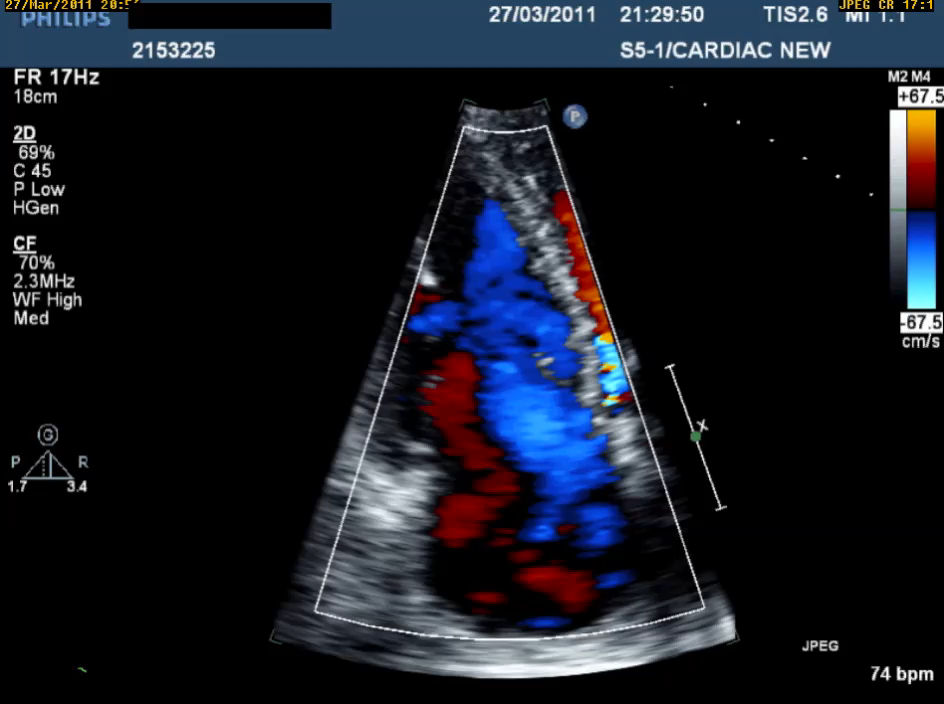 27/Mar/2011
JPEG CR 17:1
PHILIPS
27/03/2011 21:29:50 TIS2.6 MI 1.1
2153225 S5-1/CARDIAC NEW
FR 17Hz
18cm
M2 M4
+67.5
2D
69%
C 45
P Low
HGen
CF
70%
2.3MHz
WF High
Med
P
-67.5
cm/s
X
G
P R
1.7 3.4
JPEG
74 bpm